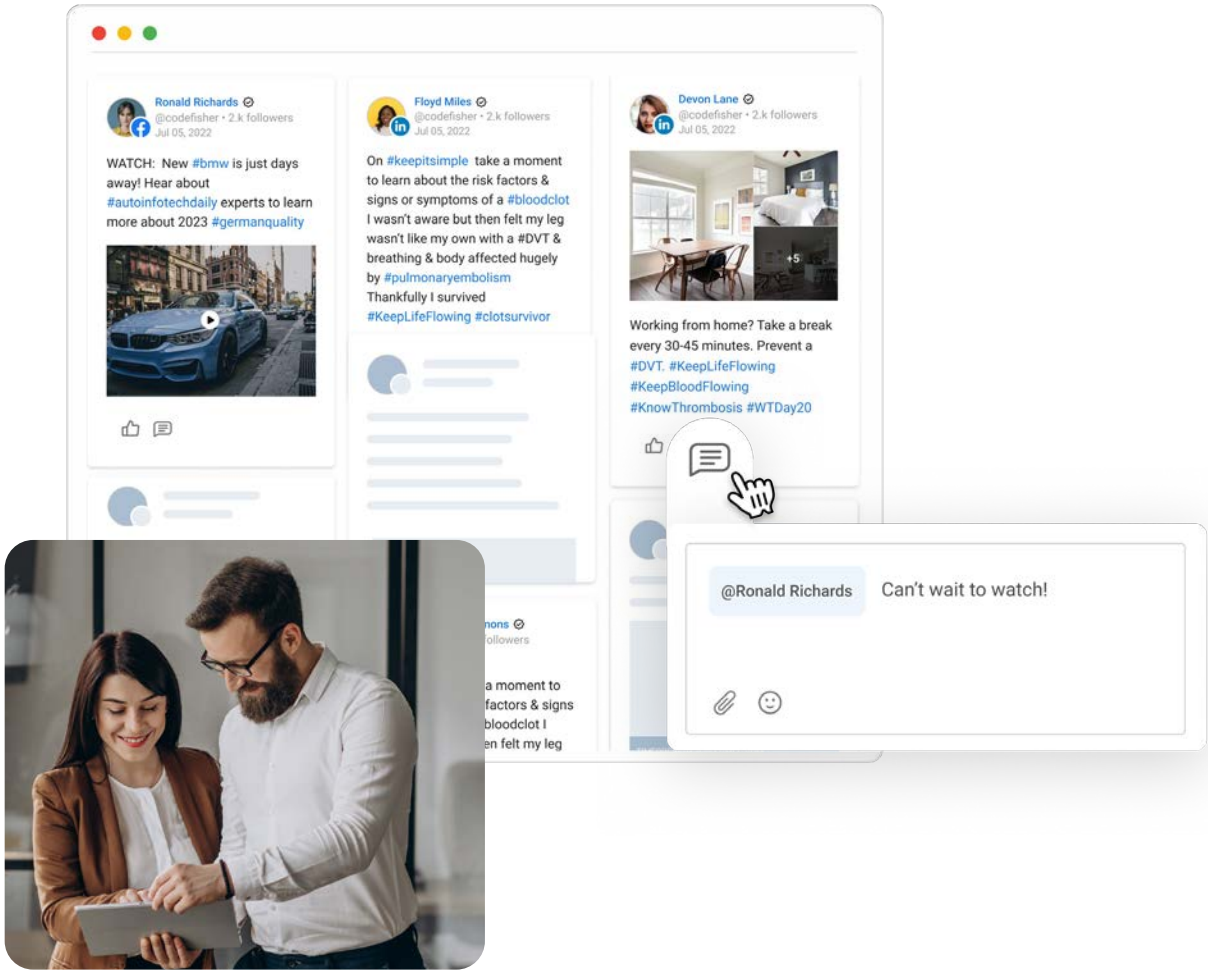 Ronald Richards
@codefisher • 2.k followers
Jul 05, 2022
WATCH: New #bmw is just days
away! Hear about
#autoinfotechdaily experts to learn
more about 2023 #germanquality
Floyd Miles
@codefisher • 2.k followers
Jul 05, 2022
On #keepitsimple take a moment
to learn about the risk factors &
signs or symptoms of a #bloodclot
I wasn't aware but then felt my leg
wasn't like my own with a #DVT &
breathing & body affected hugely
by #pulmonaryembolism
Thankfully I survived
#KeepLifeFlowing #clotsurvivor
nons
ollowers
a moment to
factors & signs
bloodclot I
en felt my leg
Devon Lane
@codefisher • 2.k followers
Jul 05, 2022
+5
Working from home? Take a break
every 30-45 minutes. Prevent a
#DVT. #KeepLifeFlowing
#KeepBloodFlowing
#KnowThrombosis #WTDay20
@Ronald Richards Can't wait to watch!